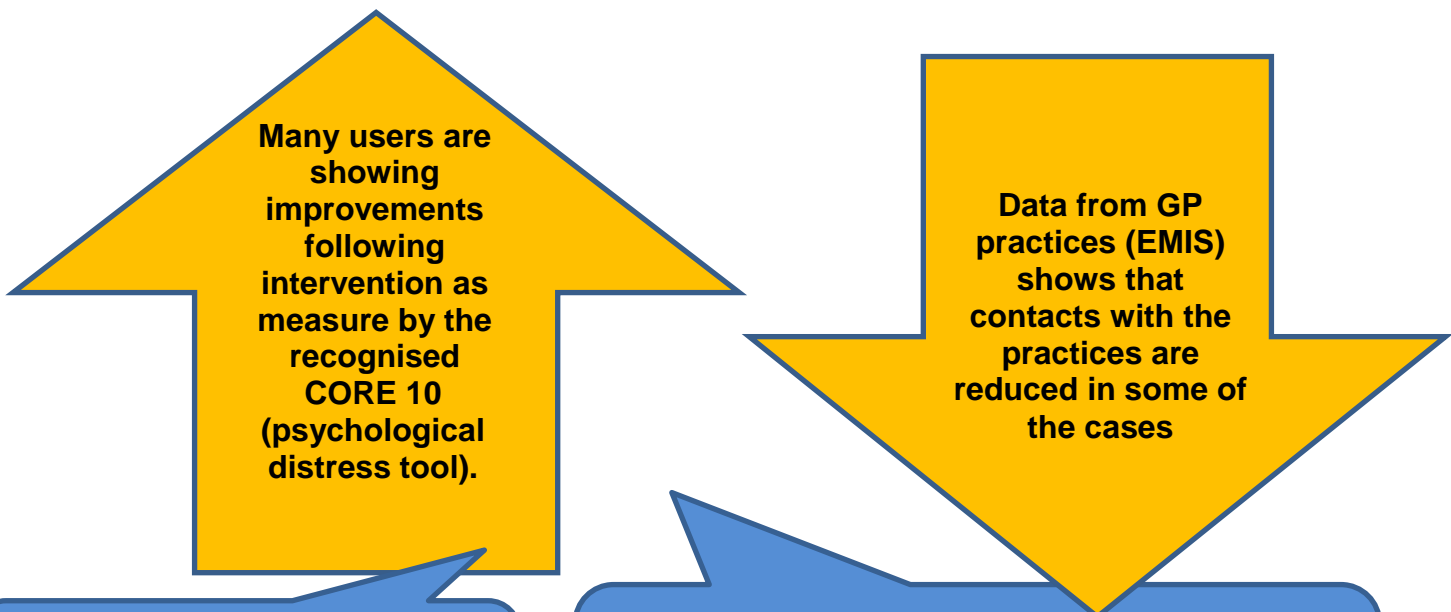 Many users are
showing
improvements
following
intervention as
measure by the
recognised
CORE 10
(psychological
distress tool).
Data from GP
practices (EMIS)
shows that
contacts with the
practices are
reduced in some of
the cases